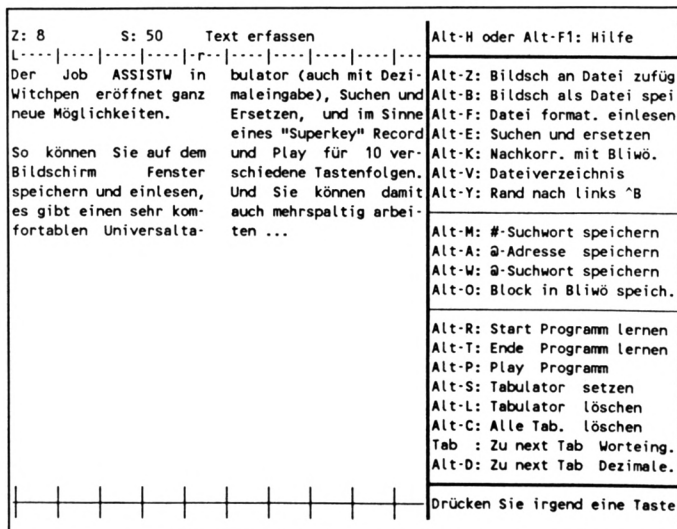 Z: 8 S: 50 Text erfassen
L----|----|----|----|-r--|----|----|----|----|----|---
Der Job ASSISTW in
Witchpen eröffnet ganz
neue Möglichkeiten.
So können Sie auf dem
Bildschirm Fenster
speichern und einlesen,
es gibt einen sehr kom-
fortablen Universalta-
bulator (auch mit Dezi-
maleingabe), Suchen und
Ersetzen, und im Sinne
eines "Superkey" Record
und Play für 10 ver-
schiedene Tastenfolgen.
Und Sie können damit
auch mehrspaltig arbei-
ten ...
Alt-H oder Alt-F1: Hilfe
Alt-Z: Bildsch an Datei zufüg
Alt-B: Bildsch als Datei spei
Alt-F: Datei format. einlesen
Alt-E: Suchen und ersetzen
Alt-K: Nachkorr. mit Bliwö.
Alt-V: Dateiverzeichnis
Alt-Y: Rand nach links ^B
Alt-M: #-Suchwort speichern
Alt-A: @-Adresse speichern
Alt-W: @-Suchwort speichern
Alt-O: Block in Bliwö speich.
Alt-R: Start Programm lernen
Alt-T: Ende Programm lernen
Alt-P: Play Programm
Alt-S: Tabulator setzen
Alt-L: Tabulator löschen
Alt-C: Alle Tab. löschen
Tab : Zu next Tab Worteing.
Alt-D: Zu next Tab Dezimale.
Drücken Sie irgend eine Taste